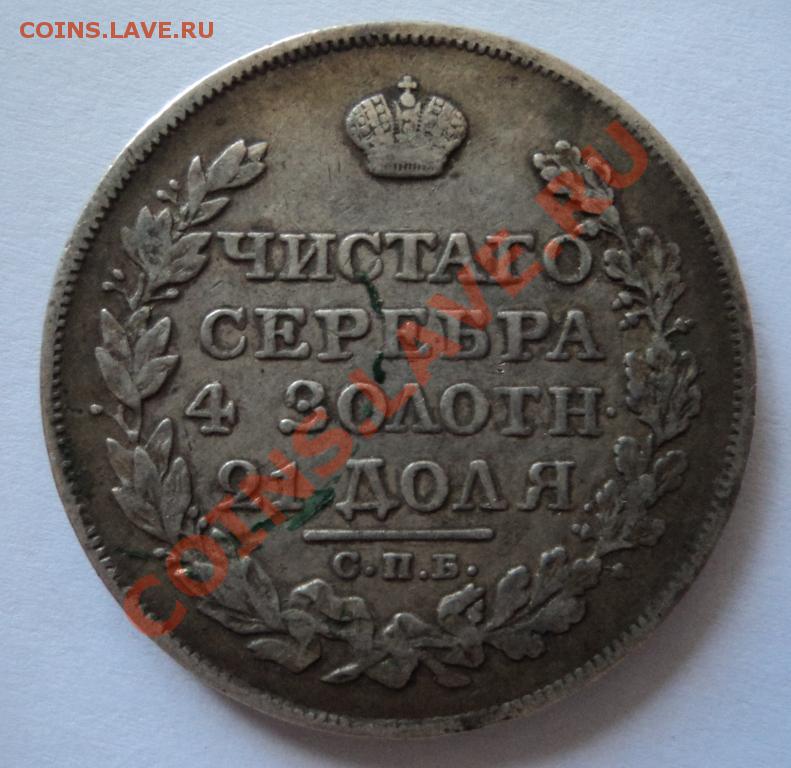 COINS.LAVE.RU
ЧИСТАГО
СЕРЕБРА
4 ЗОЛОТН.
21 ДОЛЯ
С.П.Б.
COINS.LAVE.RU